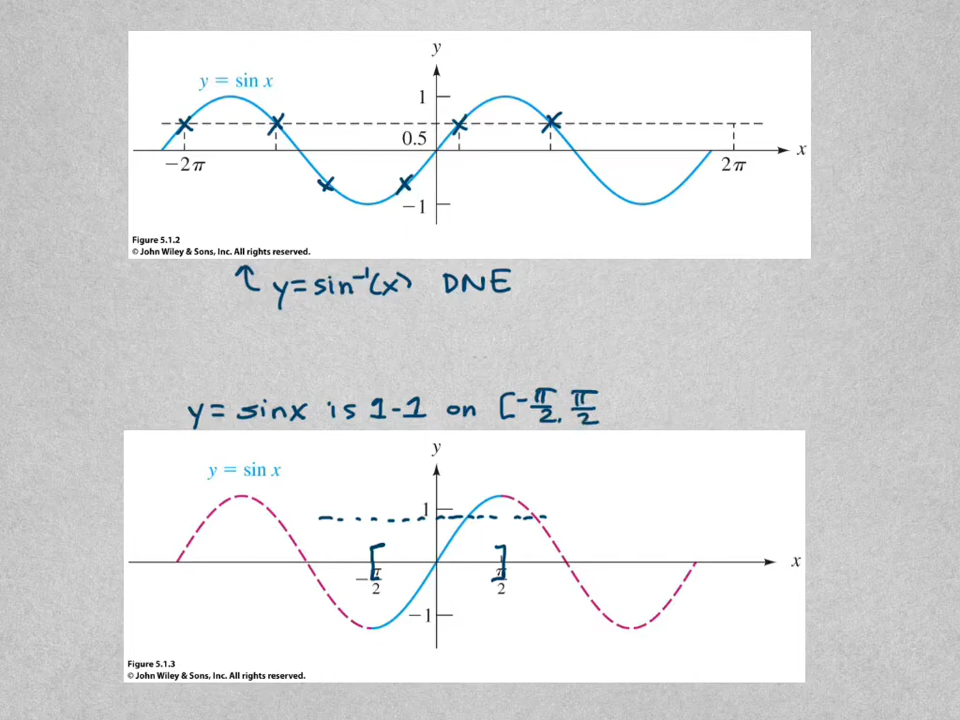 y
y = sin x
1
0.5
x
−2π
2π
−1
Figure 5.1.2
© John Wiley & Sons, Inc. All rights reserved.
↑ y=sin⁻¹(x) DNE
y= sinx is 1-1 on [-π/2, π/2
y
y = sin x
1
[ ]
x
−π/2
π/2
−1
Figure 5.1.3
© John Wiley & Sons, Inc. All rights reserved.